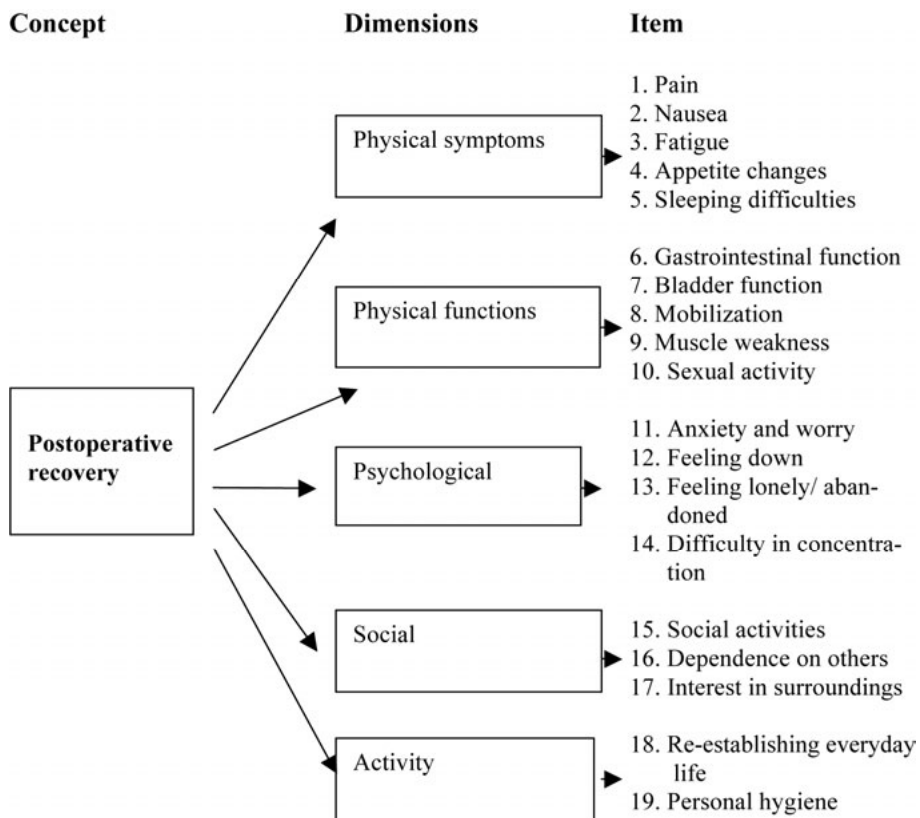 Concept Dimensions Item
Physical symptoms
1. Pain
2. Nausea
3. Fatigue
4. Appetite changes
5. Sleeping difficulties
Physical functions
6. Gastrointestinal function
7. Bladder function
8. Mobilization
9. Muscle weakness
10. Sexual activity
Postoperative
recovery
Psychological
11. Anxiety and worry
12. Feeling down
13. Feeling lonely/ aban-
doned
14. Difficulty in concentra-
tion
Social
15. Social activities
16. Dependence on others
17. Interest in surroundings
Activity
18. Re-establishing everyday
life
19. Personal hygiene